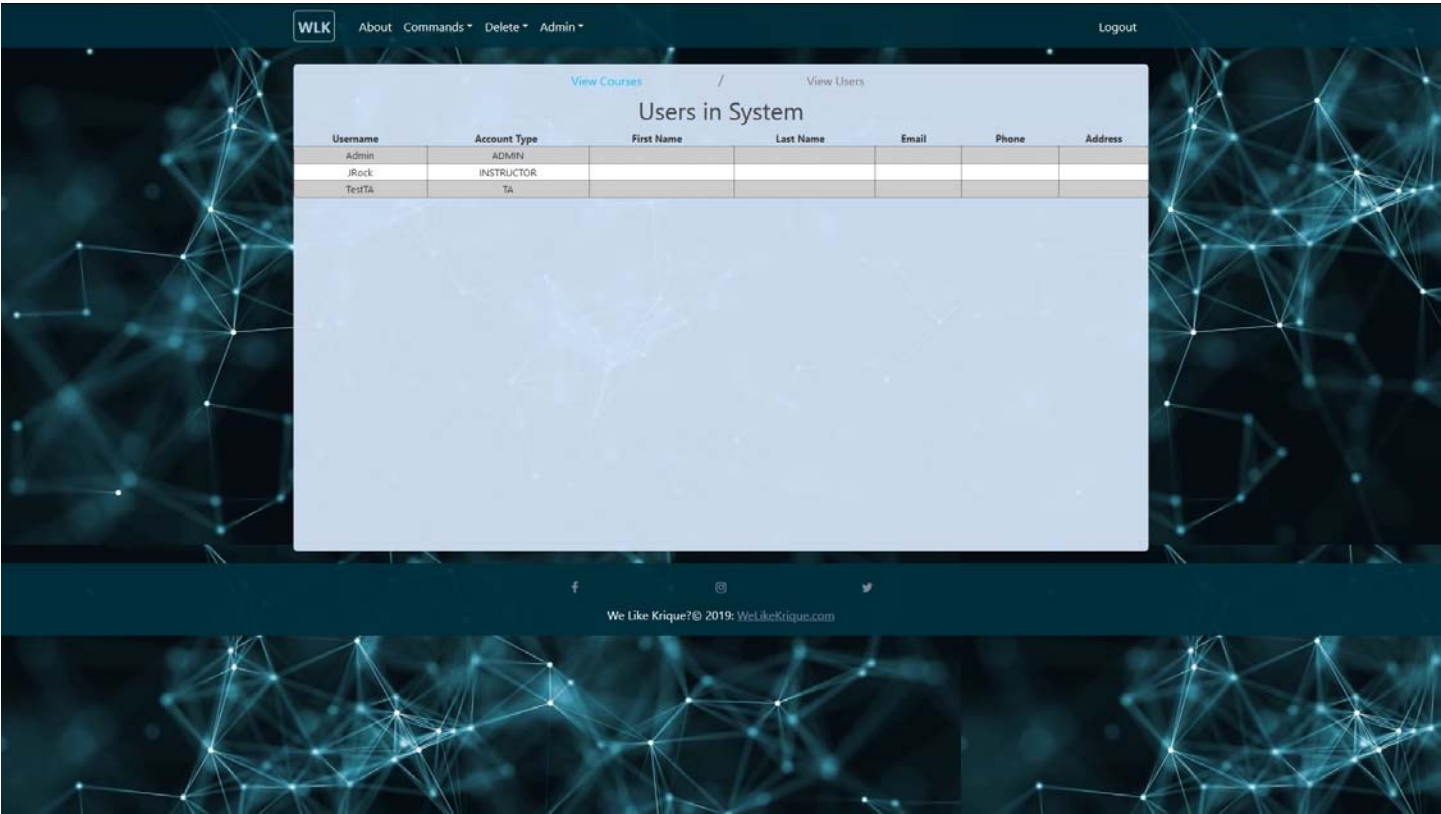 WLK About Commands Delete Admin Logout
View Courses / View Users
Users in System
Username Account Type First Name Last Name Email Phone Address
Admin ADMIN
JRock INSTRUCTOR
TestTA TA
We Like Krique?© 2019: WeLikeKrique.com